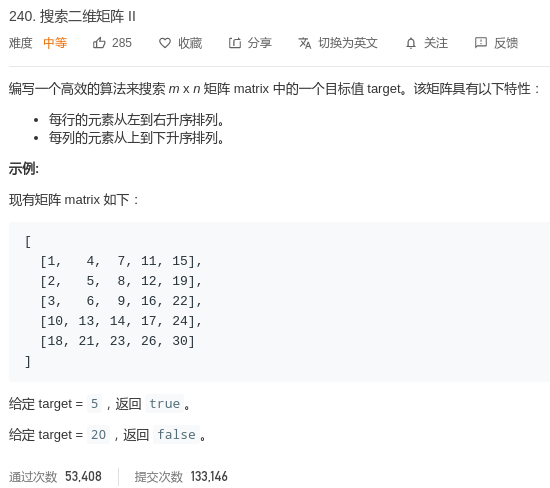 240. 搜索二维矩阵 II
难度 中等 285 收藏 分享 切换为英文 关注 反馈
编写一个高效的算法来搜索 m x n 矩阵 matrix 中的一个目标值 target。该矩阵具有以下特性：
• 每行的元素从左到右升序排列。
• 每列的元素从上到下升序排列。
示例:
现有矩阵 matrix 如下：
[
[1,   4,  7, 11, 15],
[2,   5,  8, 12, 19],
[3,   6,  9, 16, 22],
[10, 13, 14, 17, 24],
[18, 21, 23, 26, 30]
]
给定 target = 5，返回 true。
给定 target = 20，返回 false。
通过次数 53,408 提交次数 133,146